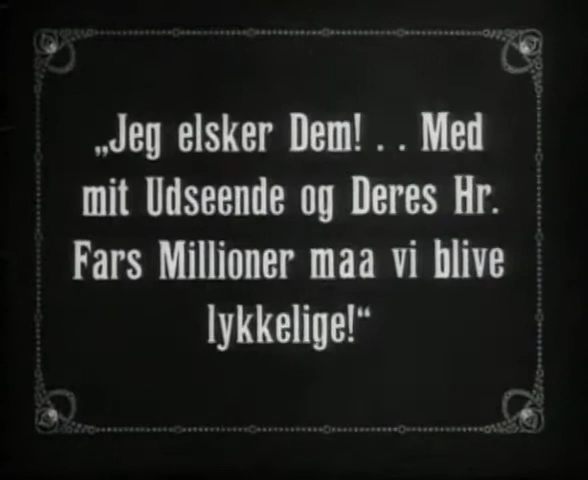 „Jeg elsker Dem! . . Med
mit Udseende og Deres Hr.
Fars Millioner maa vi blive
lykkelige!“